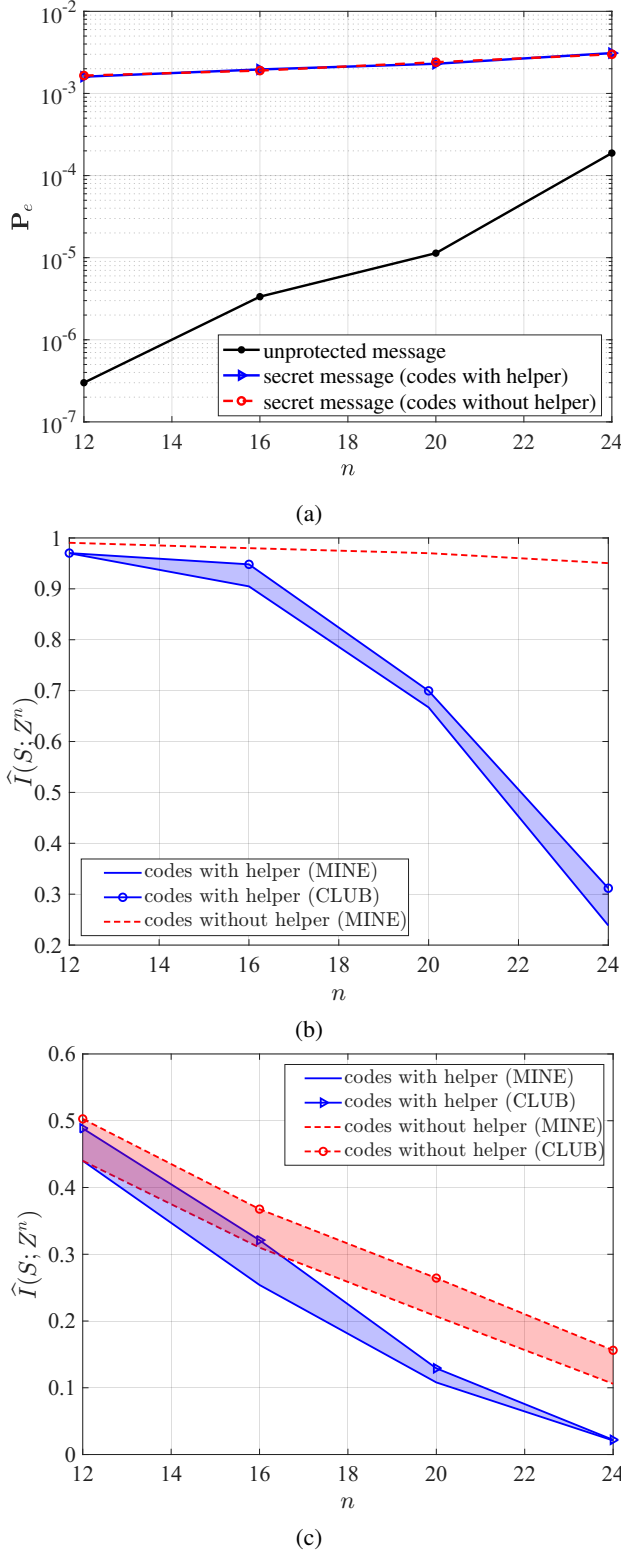 10^-2
10^-3
10^-4
10^-5
10^-6
10^-7
P_e
unprotected message
secret message (codes with helper)
secret message (codes without helper)
12 14 16 18 20 22 24
n
(a)
1
0.9
0.8
0.7
0.6
0.5
0.4
0.3
0.2
Î(S; Z^n)
codes with helper (MINE)
codes with helper (CLUB)
codes without helper (MINE)
12 14 16 18 20 22 24
n
(b)
0.6
0.5
0.4
0.3
0.2
0.1
0
Î(S; Z^n)
codes with helper (MINE)
codes with helper (CLUB)
codes without helper (MINE)
codes without helper (CLUB)
12 14 16 18 20 22 24
n
(c)